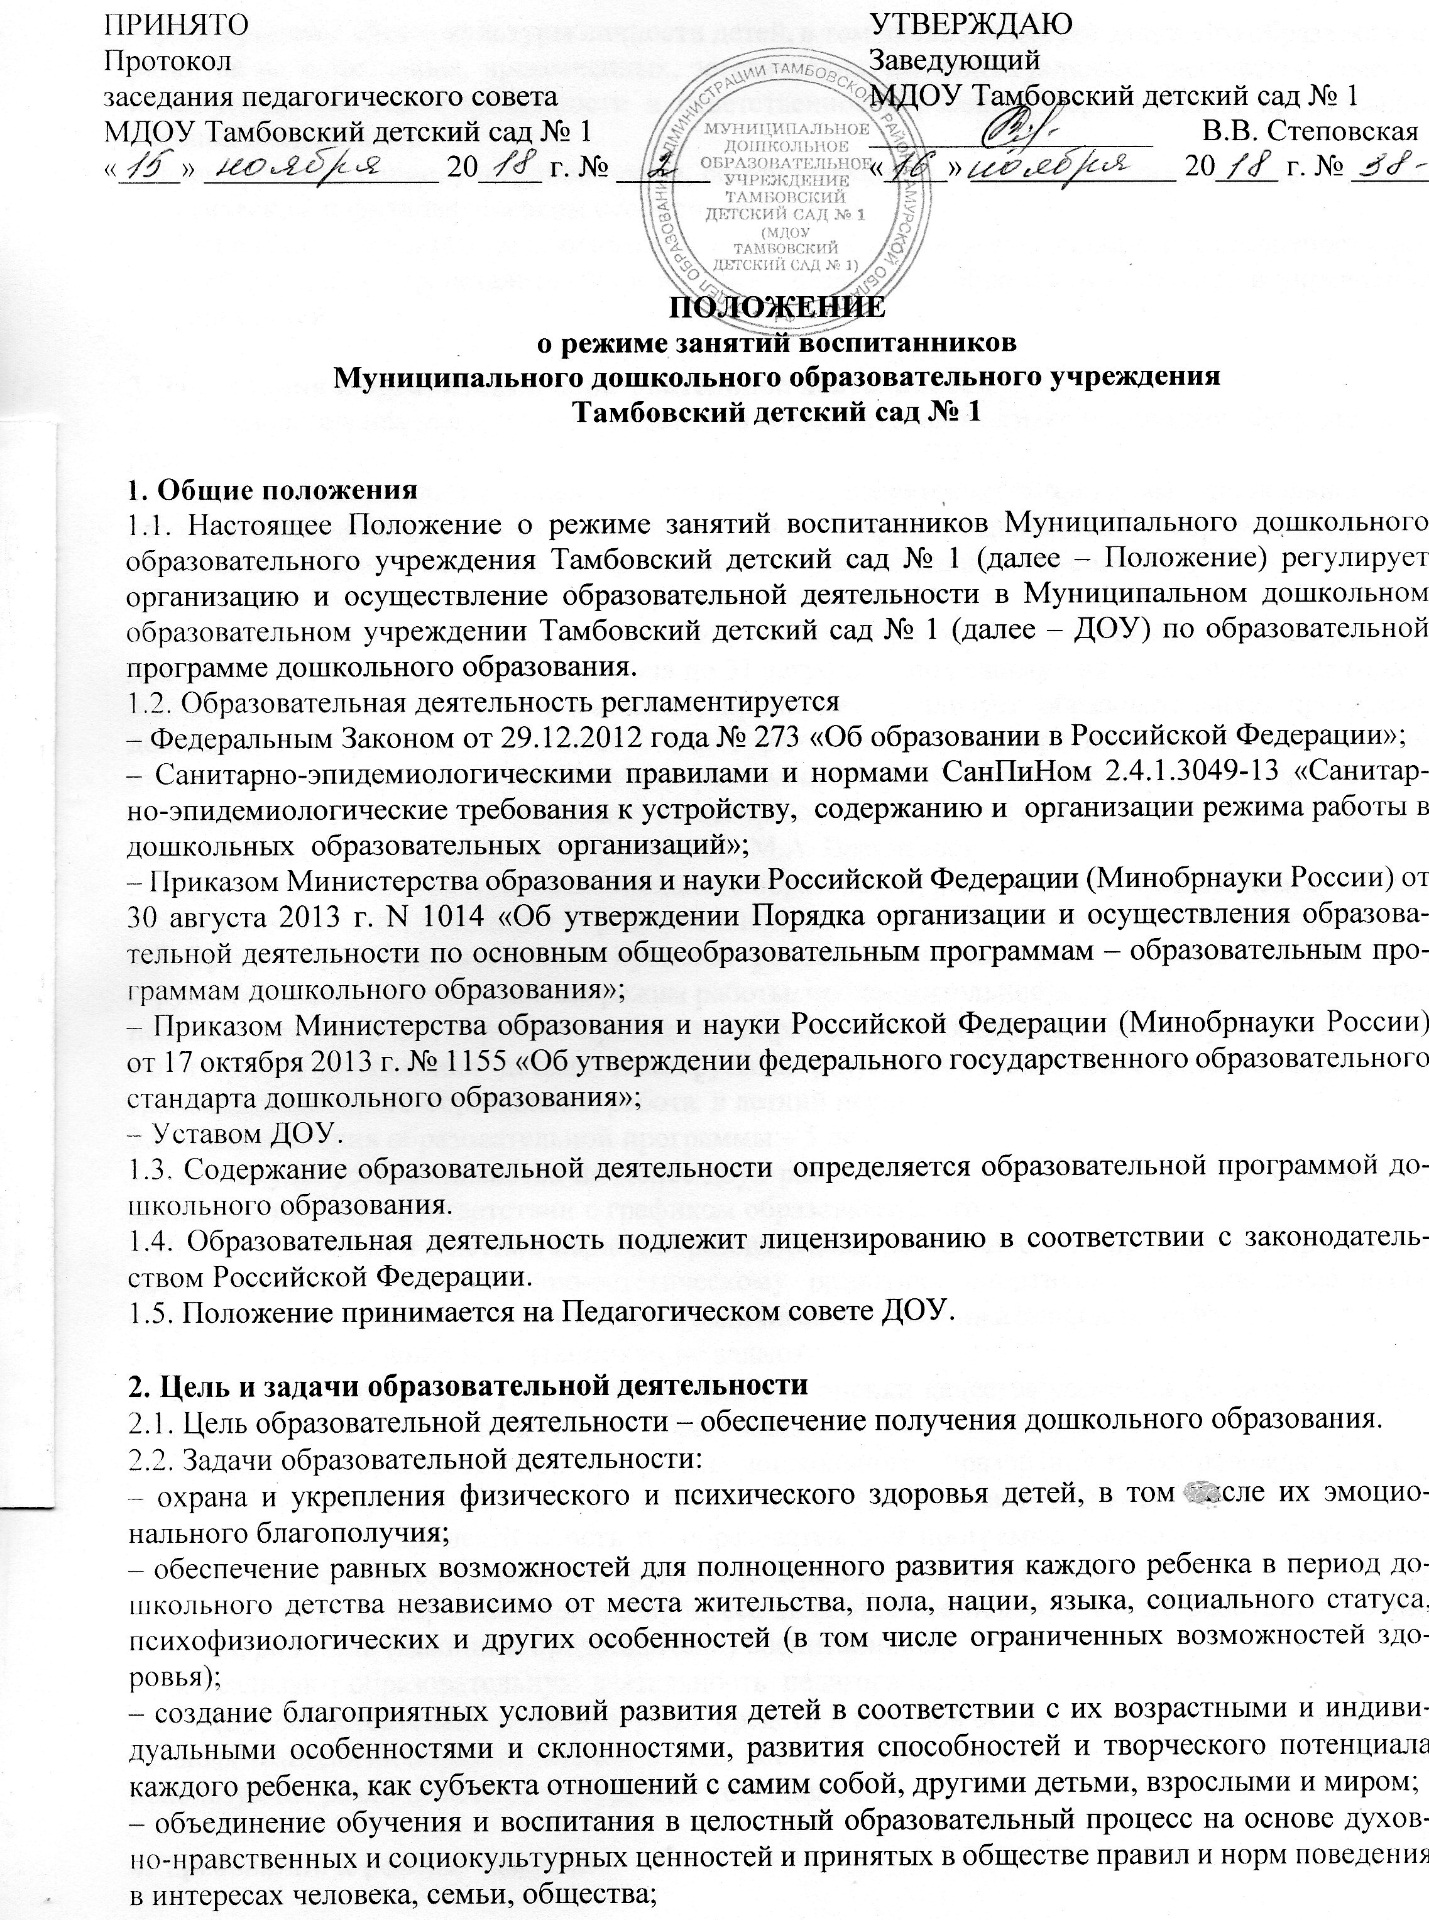 ПРИНЯТО
Протокол
заседания педагогического совета
МДОУ Тамбовский детский сад № 1
«15» ноября 2018 г. № 2
УТВЕРЖДАЮ
Заведующий
МДОУ Тамбовский детский сад № 1
В.В. Степовская
«16» ноября 2018 г. № 38-
МУНИЦИПАЛЬНОЕ
ДОШКОЛЬНОЕ
ОБРАЗОВАТЕЛЬНОЕ
УЧРЕЖДЕНИЕ
ТАМБОВСКИЙ
ДЕТСКИЙ САД № 1
(МДОУ
ТАМБОВСКИЙ
ДЕТСКИЙ САД № 1)
ПОЛОЖЕНИЕ
о режиме занятий воспитанников
Муниципального дошкольного образовательного учреждения
Тамбовский детский сад № 1
1. Общие положения
1.1. Настоящее Положение о режиме занятий воспитанников Муниципального дошкольного
образовательного учреждения Тамбовский детский сад № 1 (далее – Положение) регулирует
организацию и осуществление образовательной деятельности в Муниципальном дошкольном
образовательном учреждении Тамбовский детский сад № 1 (далее – ДОУ) по образовательной
программе дошкольного образования.
1.2. Образовательная деятельность регламентируется
– Федеральным Законом от 29.12.2012 года № 273 «Об образовании в Российской Федерации»;
– Санитарно-эпидемиологическими правилами и нормами СанПиНом 2.4.1.3049-13 «Санитар-
но-эпидемиологические требования к устройству, содержанию и организации режима работы в
дошкольных образовательных организаций»;
– Приказом Министерства образования и науки Российской Федерации (Минобрнауки России) от
30 августа 2013 г. N 1014 «Об утверждении Порядка организации и осуществления образова-
тельной деятельности по основным общеобразовательным программам – образовательным про-
граммам дошкольного образования»;
– Приказом Министерства образования и науки Российской Федерации (Минобрнауки России)
от 17 октября 2013 г. № 1155 «Об утверждении федерального государственного образовательного
стандарта дошкольного образования»;
– Уставом ДОУ.
1.3. Содержание образовательной деятельности определяется образовательной программой до-
школьного образования.
1.4. Образовательная деятельность подлежит лицензированию в соответствии с законодатель-
ством Российской Федерации.
1.5. Положение принимается на Педагогическом совете ДОУ.
2. Цель и задачи образовательной деятельности
2.1. Цель образовательной деятельности – обеспечение получения дошкольного образования.
2.2. Задачи образовательной деятельности:
– охрана и укрепления физического и психического здоровья детей, в том числе их эмоцио-
нального благополучия;
– обеспечение равных возможностей для полноценного развития каждого ребенка в период до-
школьного детства независимо от места жительства, пола, нации, языка, социального статуса,
психофизиологических и других особенностей (в том числе ограниченных возможностей здо-
ровья);
– создание благоприятных условий развития детей в соответствии с их возрастными и индиви-
дуальными особенностями и склонностями, развития способностей и творческого потенциала
каждого ребенка, как субъекта отношений с самим собой, другими детьми, взрослыми и миром;
– объединение обучения и воспитания в целостный образовательный процесс на основе духов-
но-нравственных и социокультурных ценностей и принятых в обществе правил и норм поведения
в интересах человека, семьи, общества;